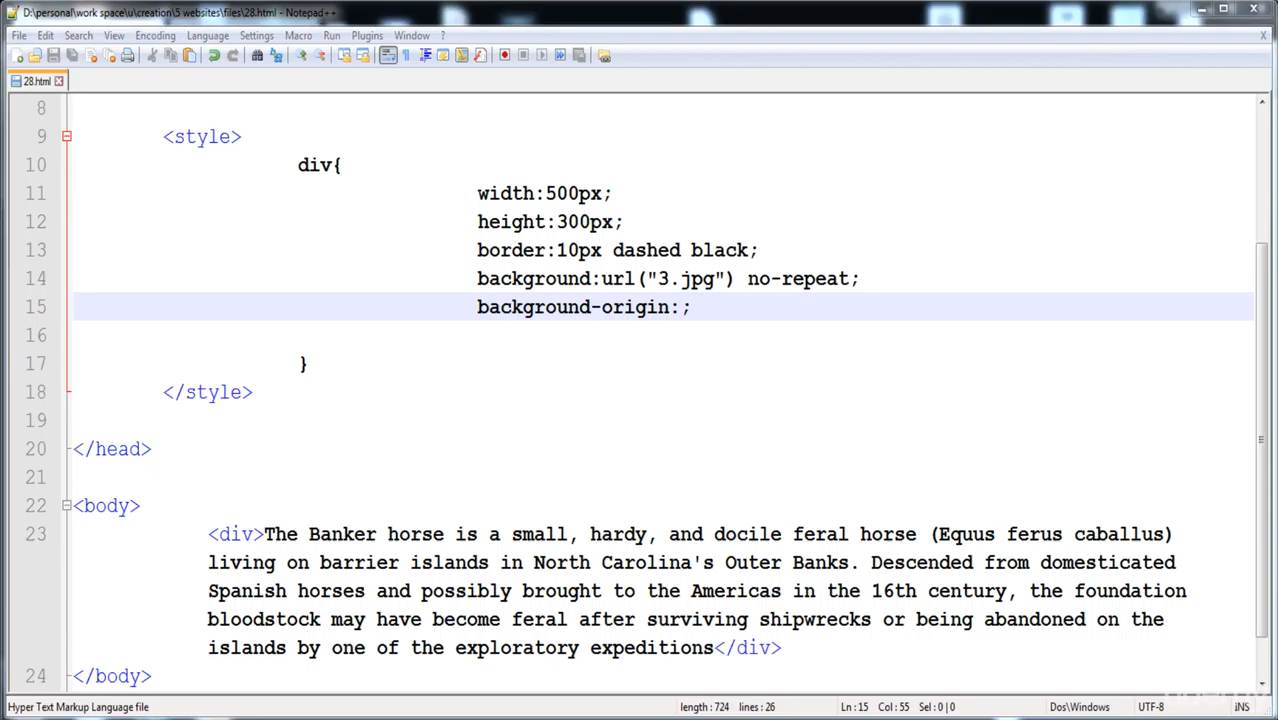 D:\personal\work space\u\creation\5 websites\files\28.html - Notepad++
File Edit Search View Encoding Language Settings Macro Run Plugins Window ? X
28.html
8
9 <style>
10 div{
11 width:500px;
12 height:300px;
13 border:10px dashed black;
14 background:url("3.jpg") no-repeat;
15 background-origin:;
16
17 }
18 </style>
19
20 </head>
21
22 <body>
23 <div>The Banker horse is a small, hardy, and docile feral horse (Equus ferus caballus)
living on barrier islands in North Carolina's Outer Banks. Descended from domesticated
Spanish horses and possibly brought to the Americas in the 16th century, the foundation
bloodstock may have become feral after surviving shipwrecks or being abandoned on the
islands by one of the exploratory expeditions</div>
24 </body>
Hyper Text Markup Language file length : 724 lines : 26 Ln : 15 Col : 55 Sel : 0 | 0 Dos\Windows UTF-8 INS